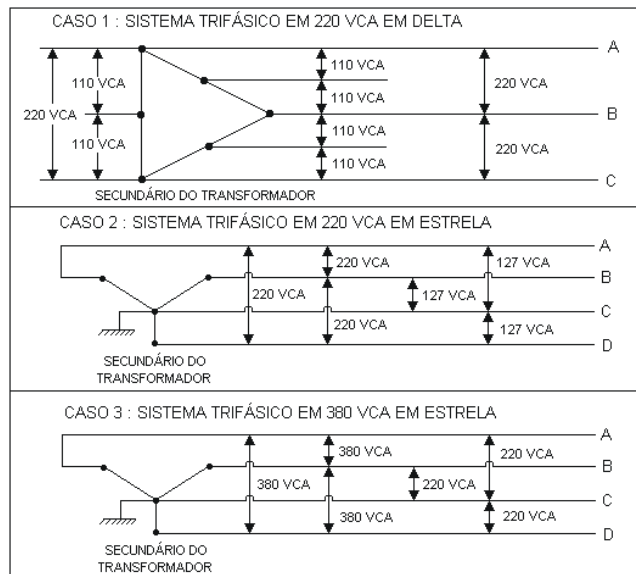 CASO 1 : SISTEMA TRIFÁSICO EM 220 VCA EM DELTA
A
110 VCA
110 VCA
220 VCA
110 VCA
220 VCA
B
110 VCA
110 VCA
220 VCA
110 VCA
C
SECUNDÁRIO DO TRANSFORMADOR
CASO 2 : SISTEMA TRIFÁSICO EM 220 VCA EM ESTRELA
A
220 VCA
127 VCA
B
220 VCA
127 VCA
C
220 VCA
127 VCA
D
SECUNDÁRIO DO
TRANSFORMADOR
CASO 3 : SISTEMA TRIFÁSICO EM 380 VCA EM ESTRELA
A
380 VCA
220 VCA
B
380 VCA
220 VCA
C
380 VCA
220 VCA
D
SECUNDÁRIO DO
TRANSFORMADOR